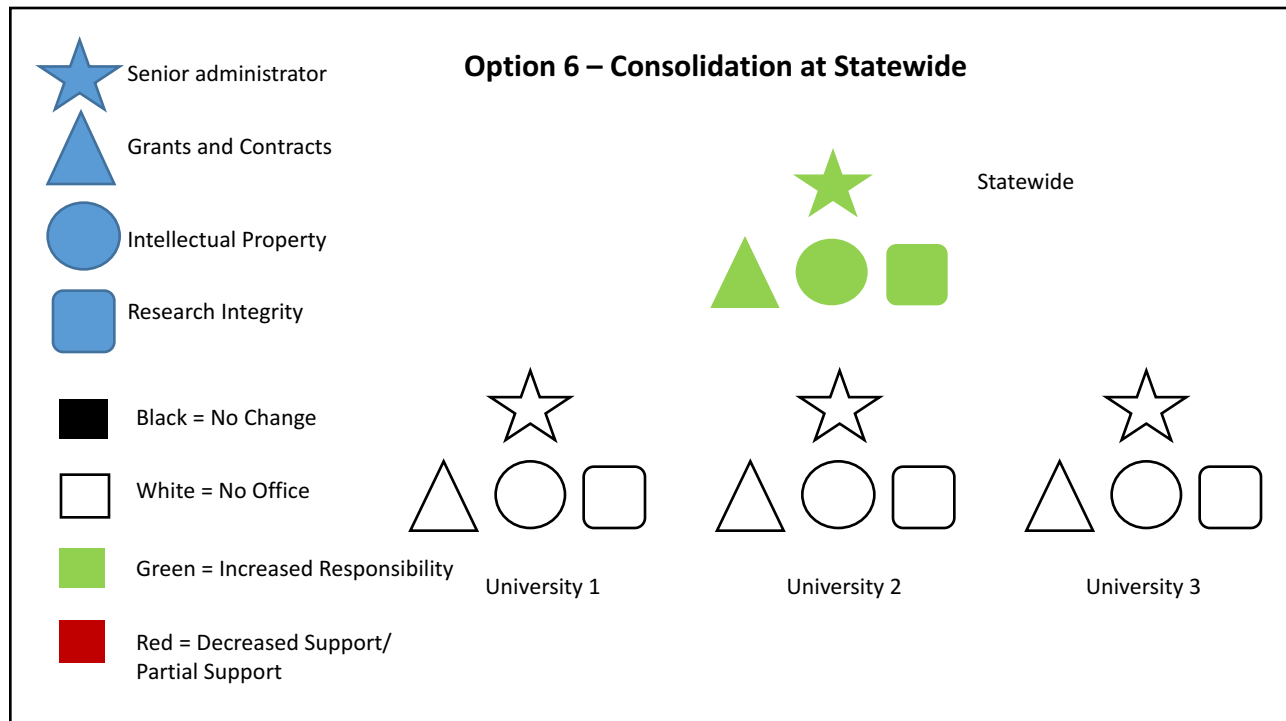 Option 6 – Consolidation at Statewide
Senior administrator
Grants and Contracts
Intellectual Property
Research Integrity
Black = No Change
White = No Office
Green = Increased Responsibility
Red = Decreased Support/
Partial Support
Statewide
University 1
University 2
University 3